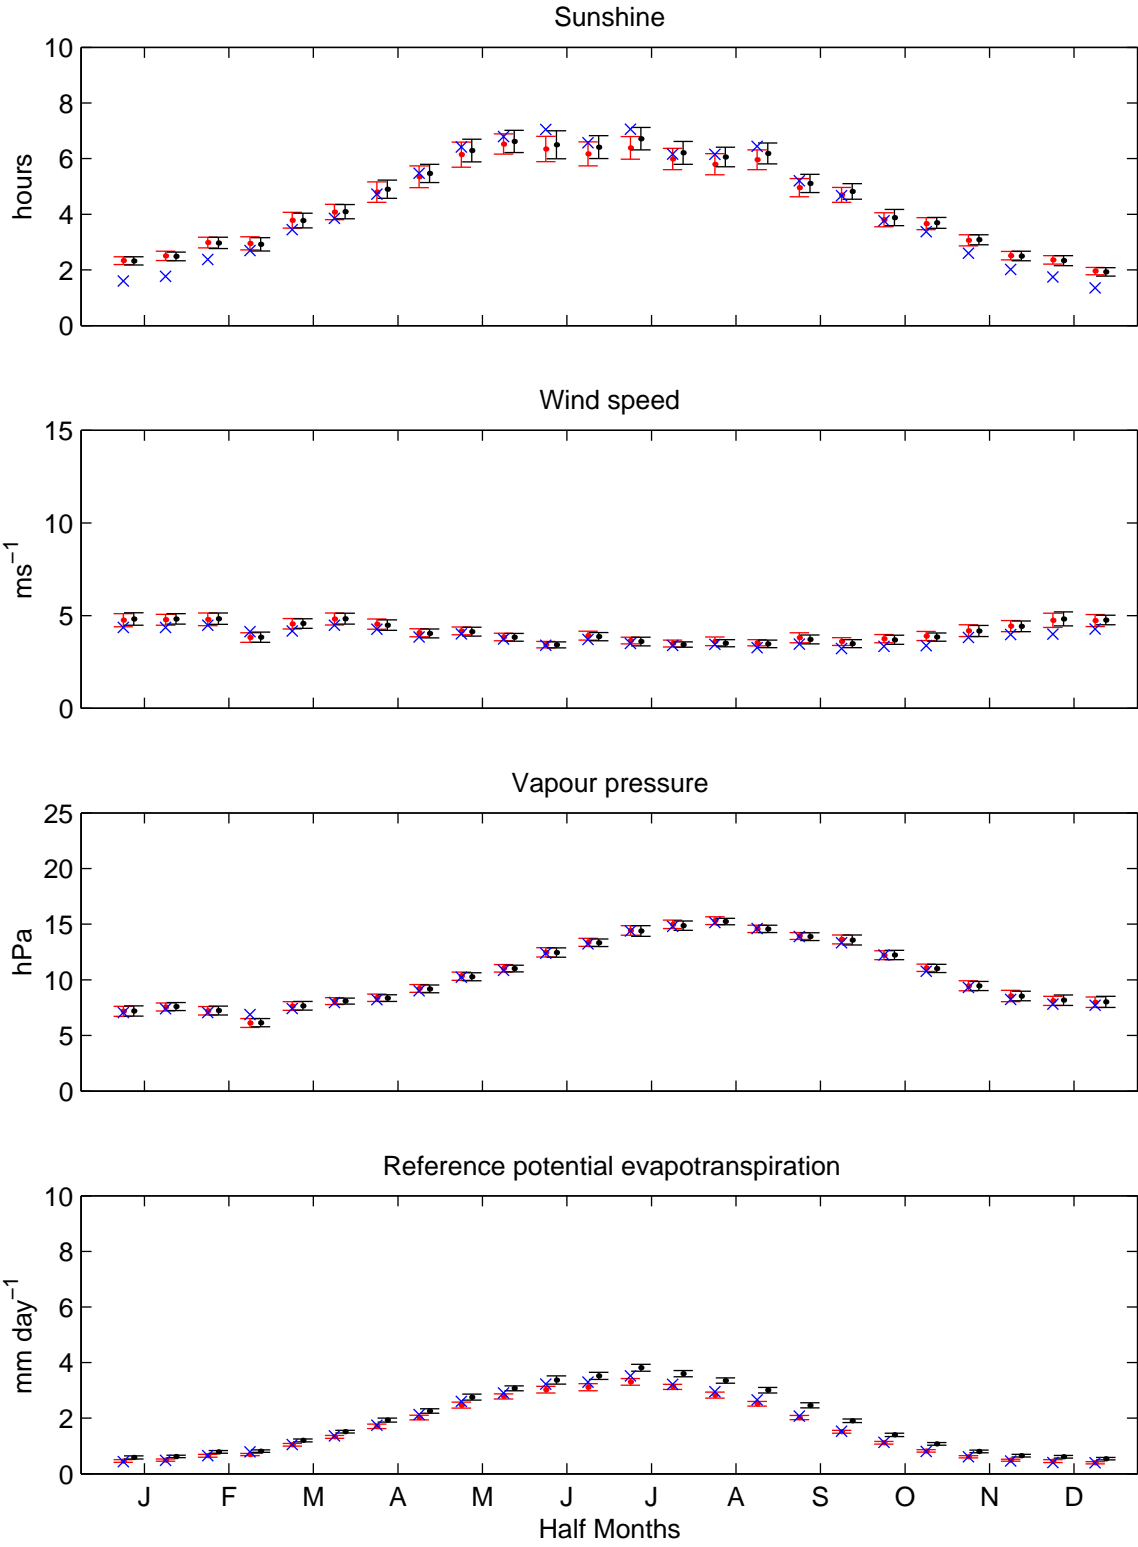 Sunshine
10
8
6
4
2
0
hours
Wind speed
15
10
5
0
ms⁻¹
Vapour pressure
25
20
15
10
5
0
hPa
Reference potential evapotranspiration
10
8
6
4
2
0
mm day⁻¹
J F M A M J J A S O N D
Half Months